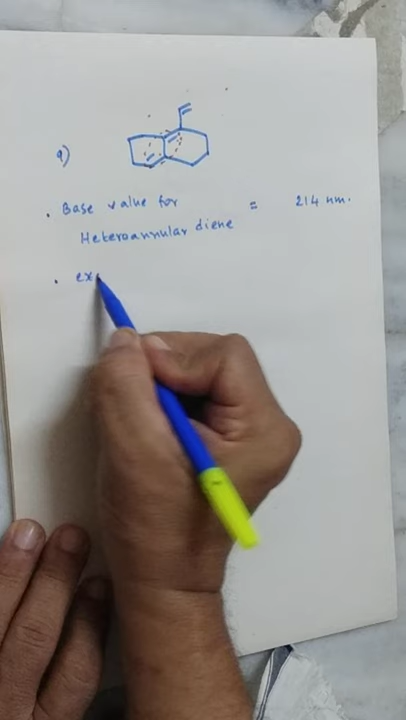 9)
. Base value for = 214 nm.
Heteroannular diene
. ex